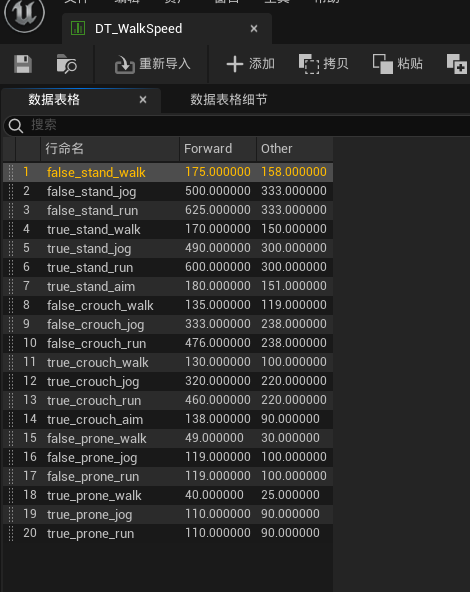 DT_WalkSpeed ×
重新导入 添加 拷贝 粘贴
数据表格 × 数据表格细节
搜索
行命名 Forward Other
1 false_stand_walk 175.000000 158.000000
2 false_stand_jog 500.000000 333.000000
3 false_stand_run 625.000000 333.000000
4 true_stand_walk 170.000000 150.000000
5 true_stand_jog 490.000000 300.000000
6 true_stand_run 600.000000 300.000000
7 true_stand_aim 180.000000 151.000000
8 false_crouch_walk 135.000000 119.000000
9 false_crouch_jog 333.000000 238.000000
10 false_crouch_run 476.000000 238.000000
11 true_crouch_walk 130.000000 100.000000
12 true_crouch_jog 320.000000 220.000000
13 true_crouch_run 460.000000 220.000000
14 true_crouch_aim 138.000000 90.000000
15 false_prone_walk 49.000000 30.000000
16 false_prone_jog 119.000000 100.000000
17 false_prone_run 119.000000 100.000000
18 true_prone_walk 40.000000 25.000000
19 true_prone_jog 110.000000 90.000000
20 true_prone_run 110.000000 90.000000